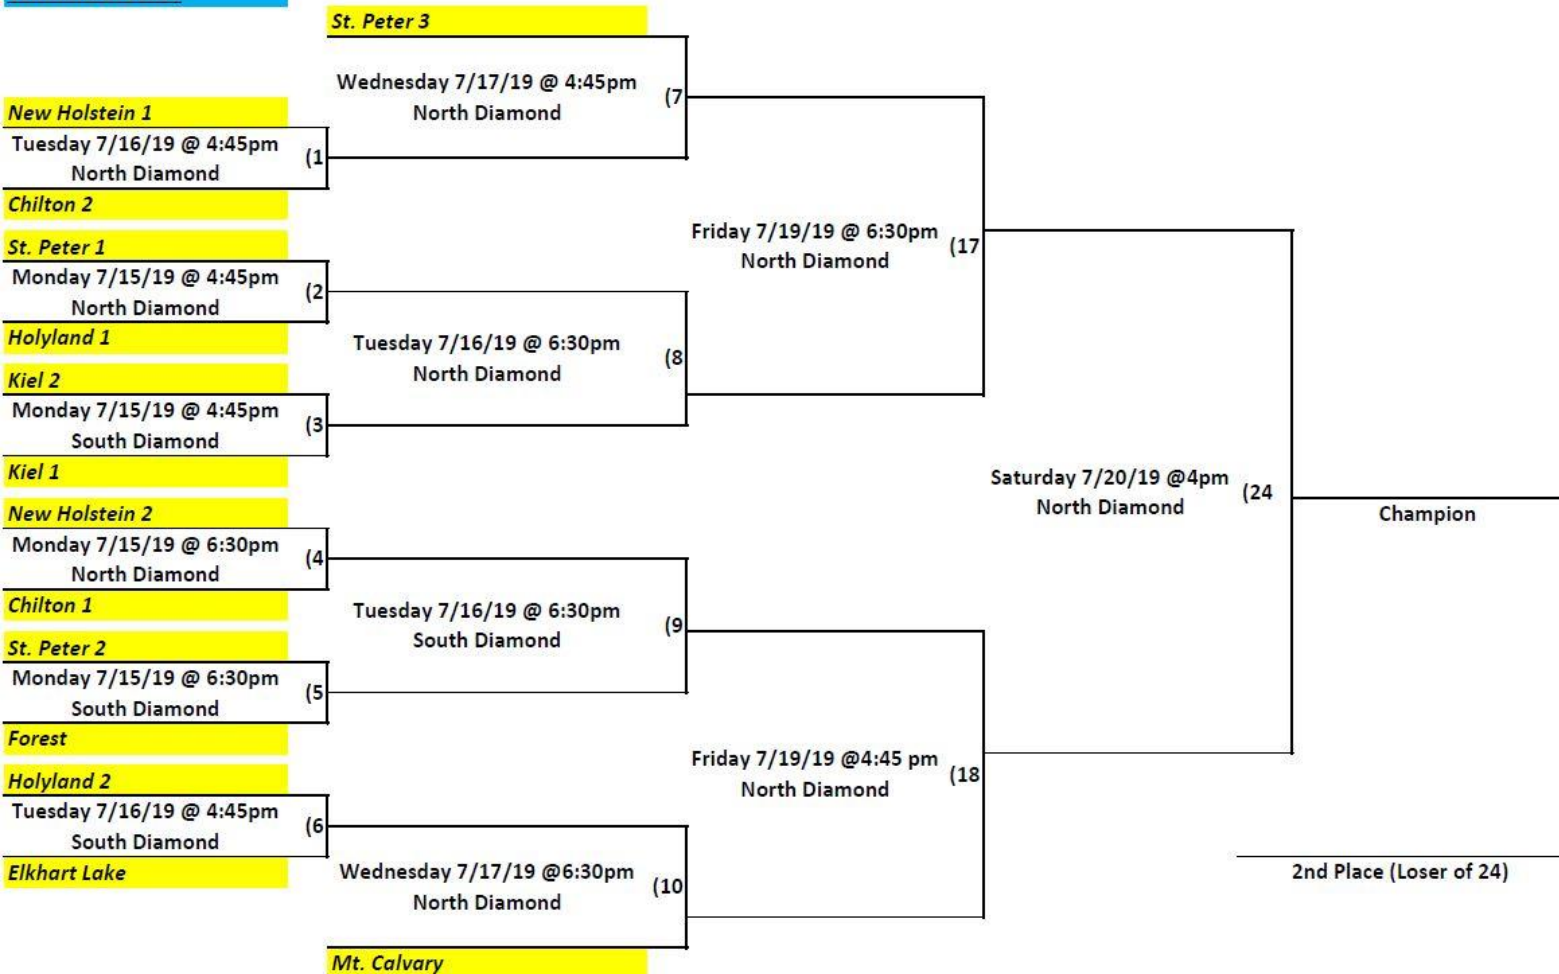 St. Peter 3
Wednesday 7/17/19 @ 4:45pm
North Diamond
(7
New Holstein 1
Tuesday 7/16/19 @ 4:45pm
North Diamond
(1
Chilton 2
St. Peter 1
Monday 7/15/19 @ 4:45pm
North Diamond
(2
Holyland 1
Tuesday 7/16/19 @ 6:30pm
North Diamond
(8
Kiel 2
Monday 7/15/19 @ 4:45pm
South Diamond
(3
Kiel 1
Friday 7/19/19 @ 6:30pm
North Diamond
(17
New Holstein 2
Monday 7/15/19 @ 6:30pm
North Diamond
(4
Chilton 1
Tuesday 7/16/19 @ 6:30pm
South Diamond
(9
St. Peter 2
Monday 7/15/19 @ 6:30pm
South Diamond
(5
Forest
Holyland 2
Tuesday 7/16/19 @ 4:45pm
South Diamond
(6
Elkhart Lake
Wednesday 7/17/19 @6:30pm
North Diamond
(10
Mt. Calvary
Friday 7/19/19 @4:45 pm
North Diamond
(18
Saturday 7/20/19 @4pm
North Diamond
(24
Champion
2nd Place (Loser of 24)